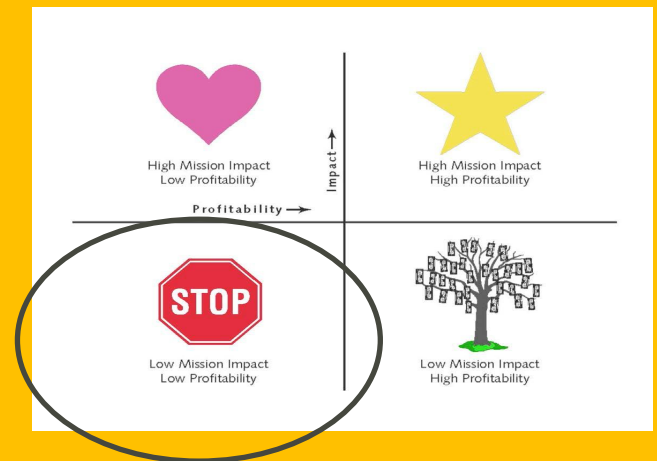 High Mission Impact
Low Profitability
Impact →
High Mission Impact
High Profitability
Profitability →
STOP
Low Mission Impact
Low Profitability
Low Mission Impact
High Profitability